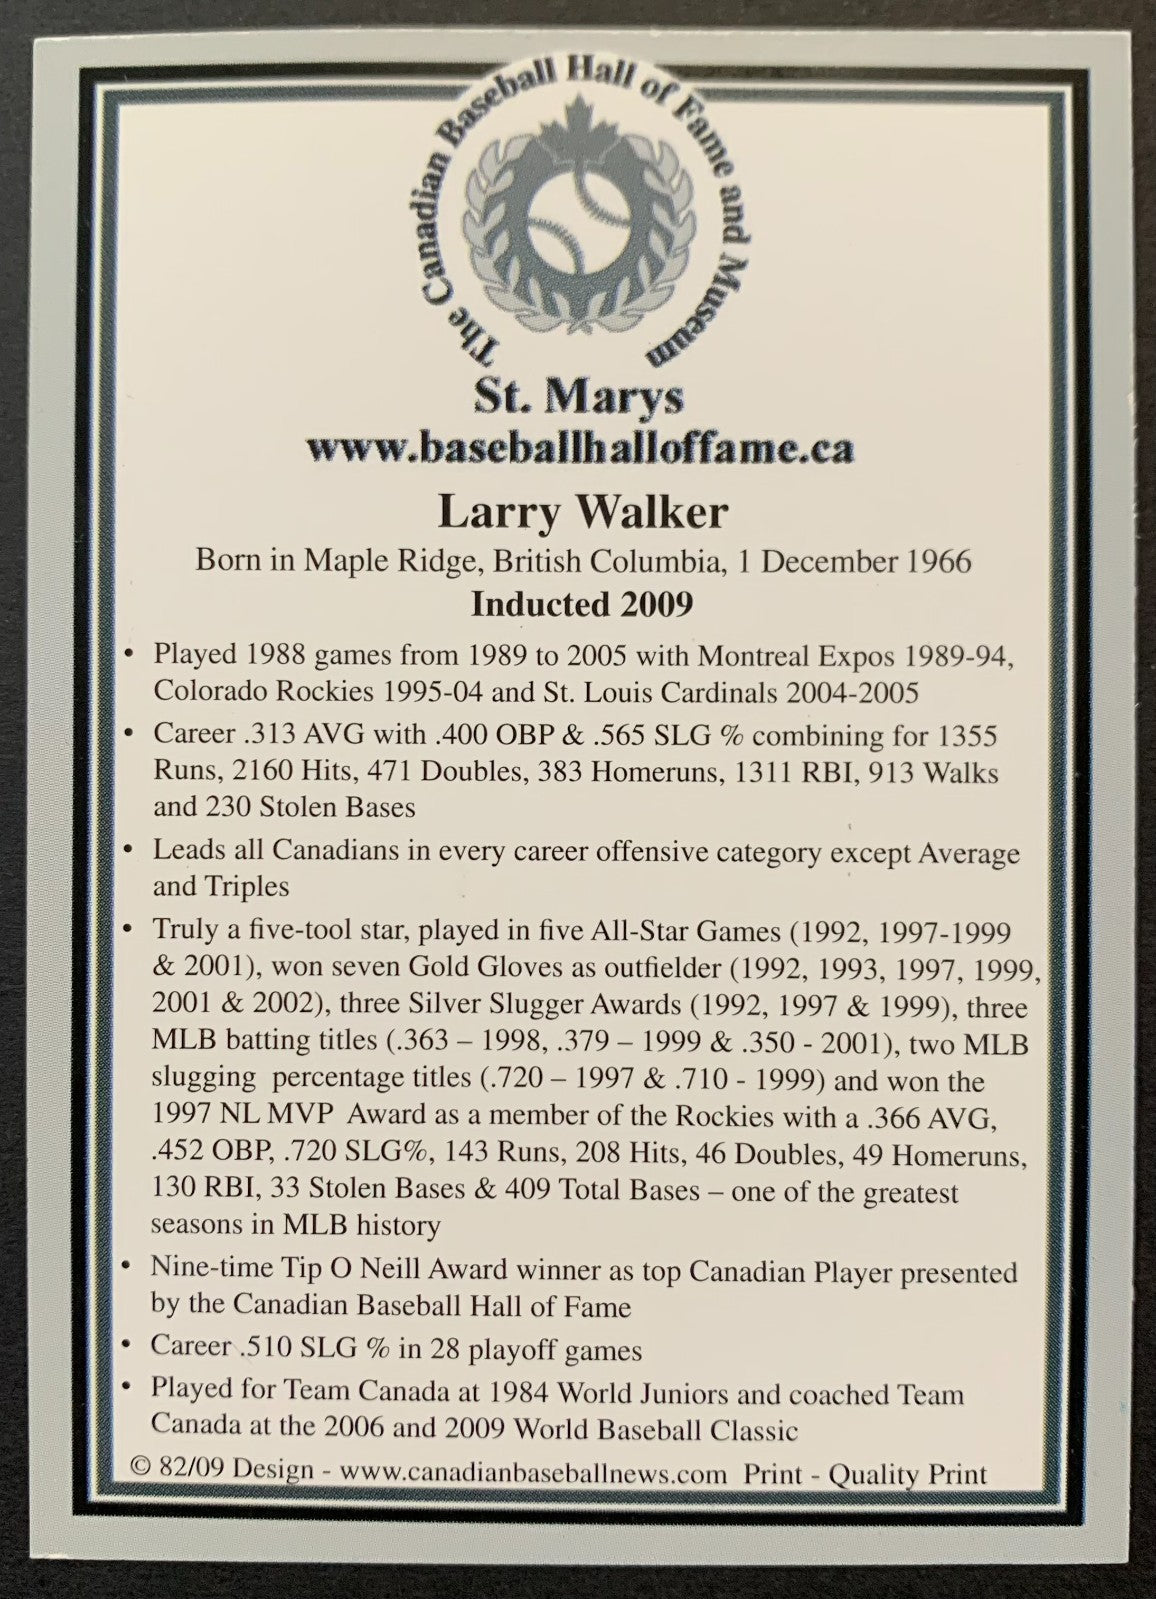 The Canadian Baseball Hall of Fame and Museum
St. Marys
www.baseballhalloffame.ca
Larry Walker
Born in Maple Ridge, British Columbia, 1 December 1966
Inducted 2009
• Played 1988 games from 1989 to 2005 with Montreal Expos 1989-94,
Colorado Rockies 1995-04 and St. Louis Cardinals 2004-2005
• Career .313 AVG with .400 OBP & .565 SLG % combining for 1355
Runs, 2160 Hits, 471 Doubles, 383 Homeruns, 1311 RBI, 913 Walks
and 230 Stolen Bases
• Leads all Canadians in every career offensive category except Average
and Triples
• Truly a five-tool star, played in five All-Star Games (1992, 1997-1999
& 2001), won seven Gold Gloves as outfielder (1992, 1993, 1997, 1999,
2001 & 2002), three Silver Slugger Awards (1992, 1997 & 1999), three
MLB batting titles (.363 – 1998, .379 – 1999 & .350 - 2001), two MLB
slugging percentage titles (.720 – 1997 & .710 - 1999) and won the
1997 NL MVP Award as a member of the Rockies with a .366 AVG,
.452 OBP, .720 SLG%, 143 Runs, 208 Hits, 46 Doubles, 49 Homeruns,
130 RBI, 33 Stolen Bases & 409 Total Bases – one of the greatest
seasons in MLB history
• Nine-time Tip O Neill Award winner as top Canadian Player presented
by the Canadian Baseball Hall of Fame
• Career .510 SLG % in 28 playoff games
• Played for Team Canada at 1984 World Juniors and coached Team
Canada at the 2006 and 2009 World Baseball Classic
© 82/09 Design - www.canadianbaseballnews.com Print - Quality Print